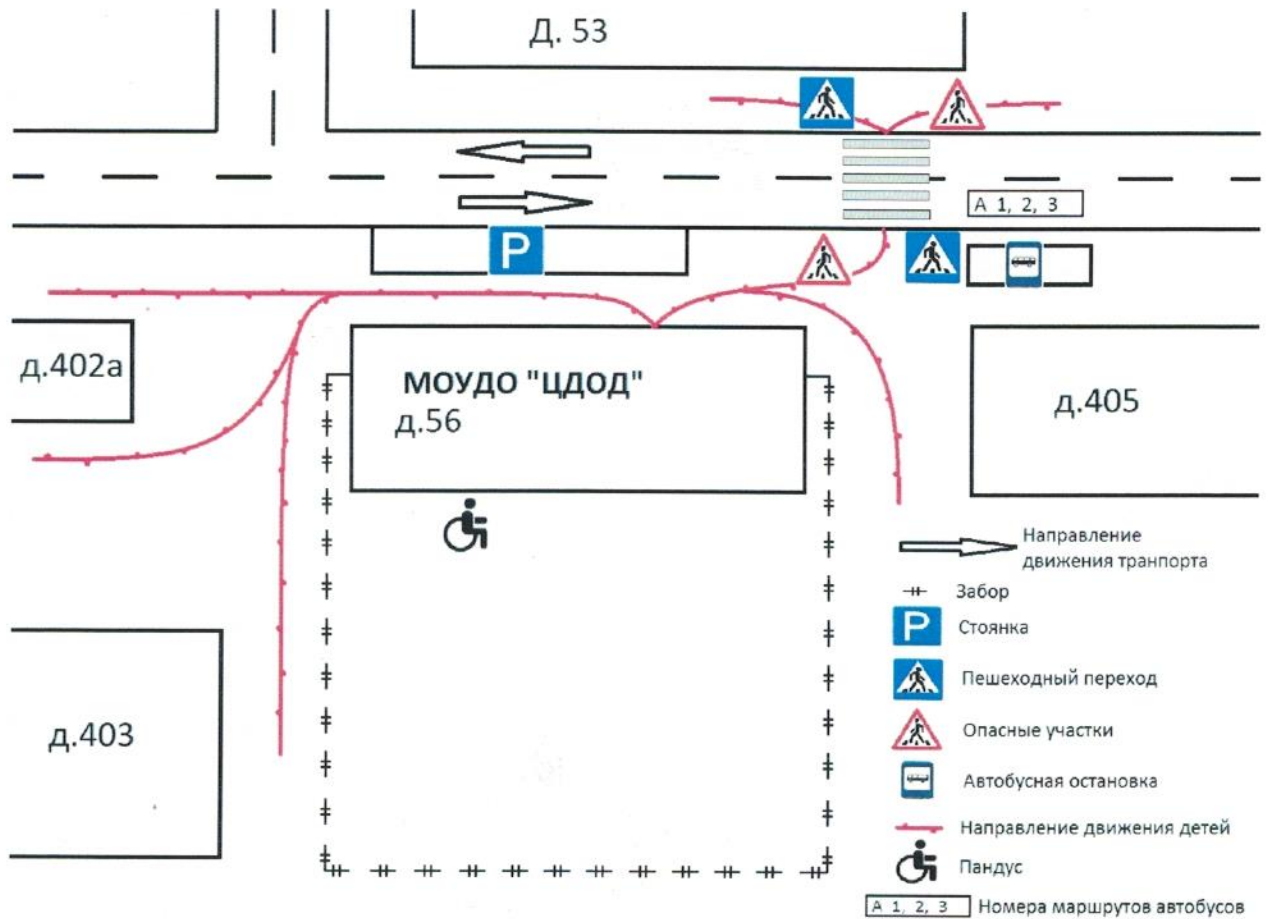 Д. 53
А 1, 2, 3
P
д.402а
МОУДО "ЦДОД"
д.56
д.405
д.403
Направление
движения транпорта
Забор
P
Стоянка
Пешеходный переход
Опасные участки
Автобусная остановка
Направление движения детей
Пандус
А 1, 2, 3 Номера маршрутов автобусов